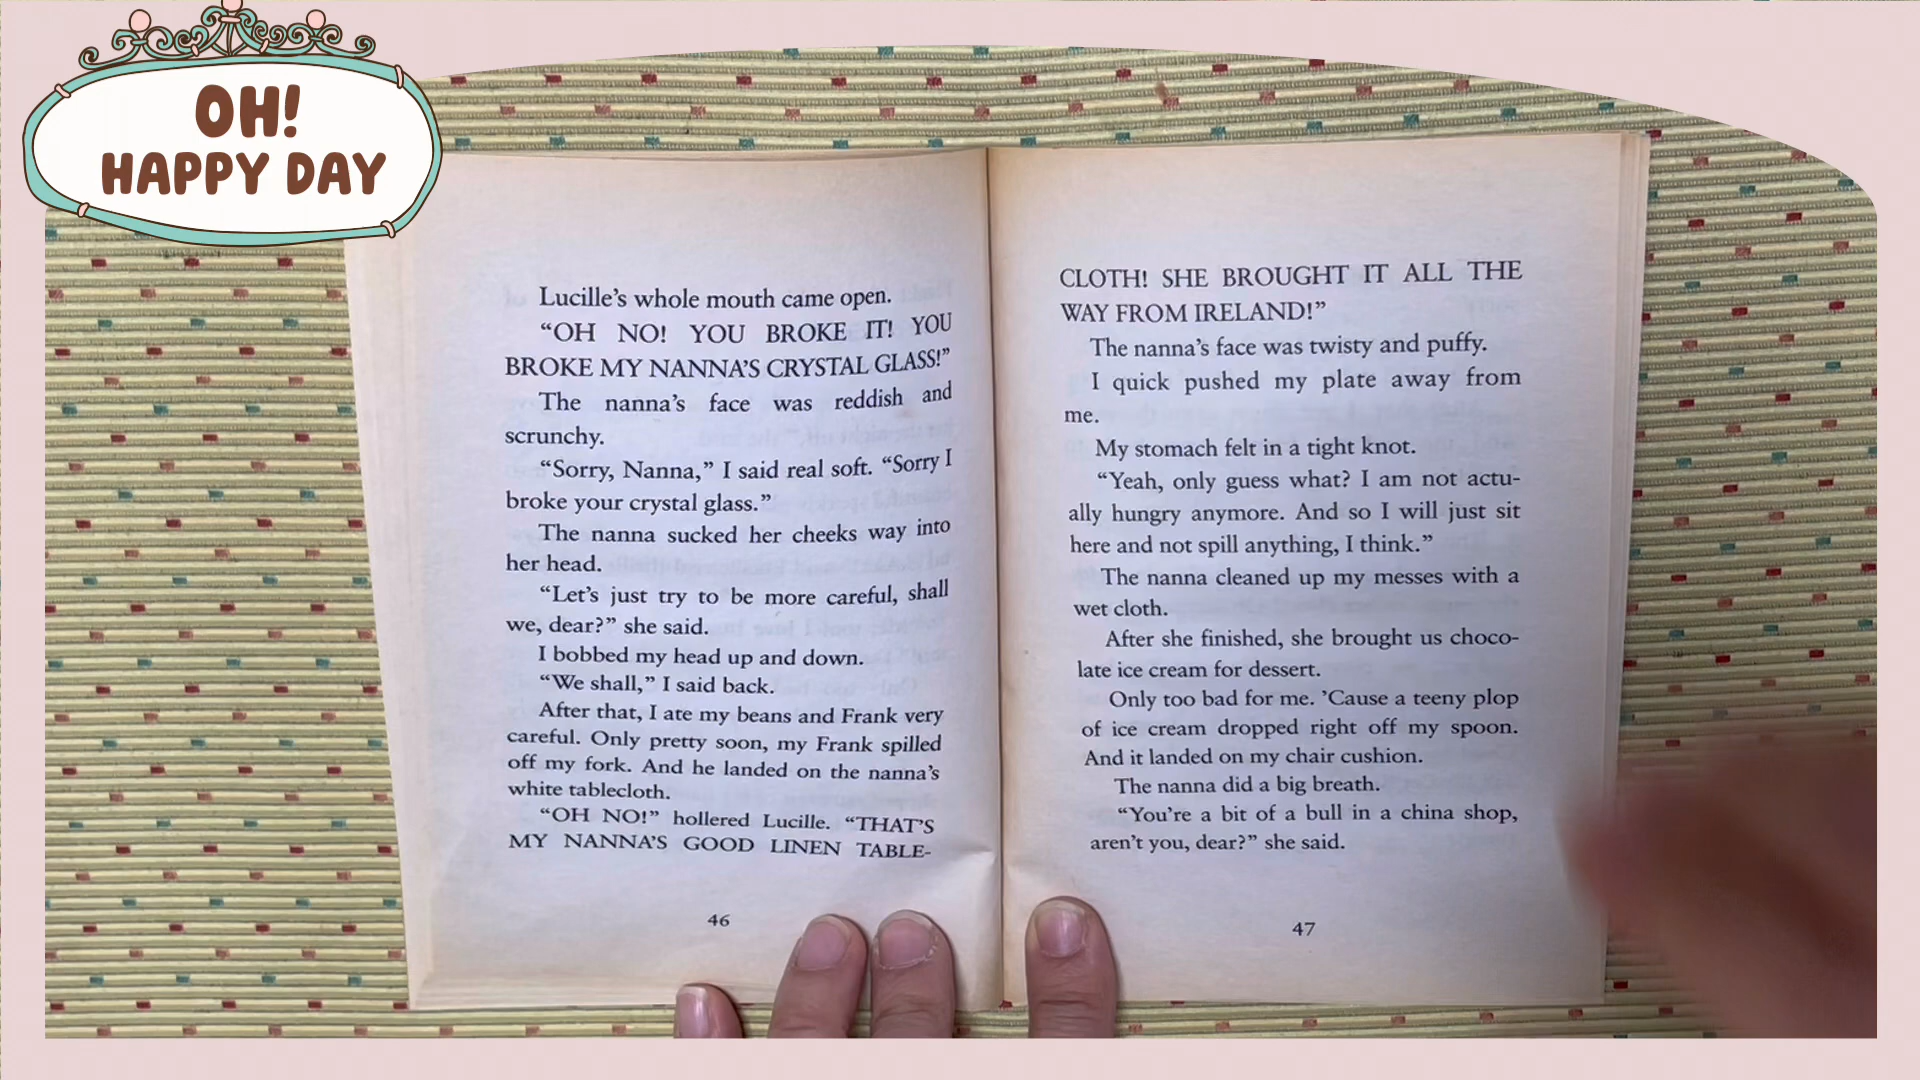 OH!
HAPPY DAY
Lucille’s whole mouth came open.
“OH NO! YOU BROKE IT! YOU
BROKE MY NANNA’S CRYSTAL GLASS!”
The nanna’s face was reddish and
scrunchy.
“Sorry, Nanna,” I said real soft. “Sorry I
broke your crystal glass.”
The nanna sucked her cheeks way into
her head.
“Let’s just try to be more careful, shall
we, dear?” she said.
I bobbed my head up and down.
“We shall,” I said back.
After that, I ate my beans and Frank very
careful. Only pretty soon, my Frank spilled
off my fork. And he landed on the nanna’s
white tablecloth.
“OH NO!” hollered Lucille. “THAT’S
MY NANNA’S GOOD LINEN TABLE-
46
CLOTH! SHE BROUGHT IT ALL THE
WAY FROM IRELAND!”
The nanna’s face was twisty and puffy.
I quick pushed my plate away from
me.
My stomach felt in a tight knot.
“Yeah, only guess what? I am not actu-
ally hungry anymore. And so I will just sit
here and not spill anything, I think.”
The nanna cleaned up my messes with a
wet cloth.
After she finished, she brought us choco-
late ice cream for dessert.
Only too bad for me. ’Cause a teeny plop
of ice cream dropped right off my spoon.
And it landed on my chair cushion.
The nanna did a big breath.
“You’re a bit of a bull in a china shop,
aren’t you, dear?” she said.
47